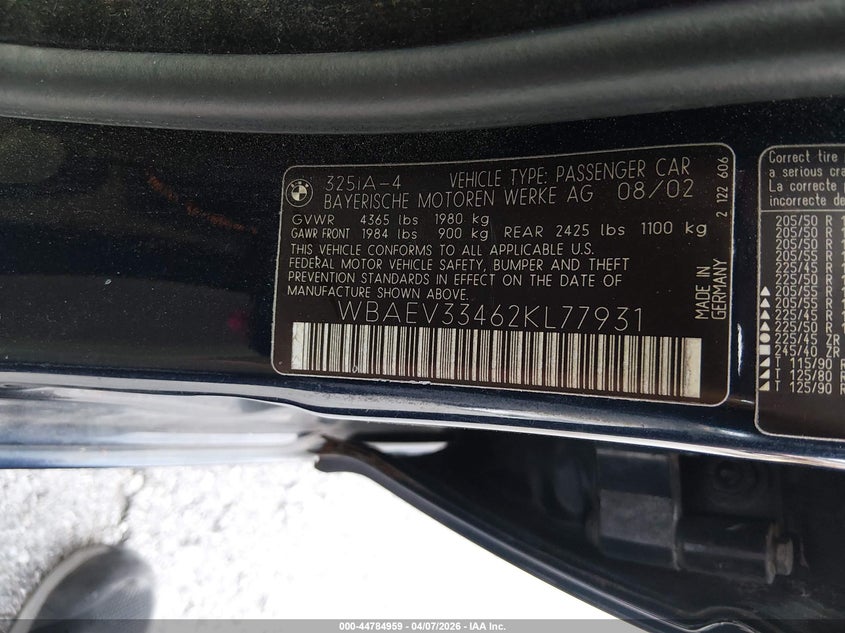 325iA-4 VEHICLE TYPE: PASSENGER CAR
BAYERISCHE MOTOREN WERKE AG 08/02
GVWR 4365 lbs 1980 kg
GAWR FRONT 1984 lbs 900 kg REAR 2425 lbs 1100 kg
THIS VEHICLE CONFORMS TO ALL APPLICABLE U.S.
FEDERAL MOTOR VEHICLE SAFETY, BUMPER AND THEFT
PREVENTION STANDARDS IN EFFECT ON THE DATE OF
MANUFACTURE SHOWN ABOVE.
WBAEV33462KL77931
MADE IN
GERMANY
2 122 606
Correct tire
a serious cra
La correcte p
incorrecte de
205/50 R
205/50 R
205/55 R
225/45 R
225/50 R
205/50 R
205/55 R
225/45 R
225/50 R
225/45 ZR
245/40 ZR
T 115/90 R
T 125/80 R
T 125/90 R
000-44784959 - 04/07/2026 - IAA Inc.